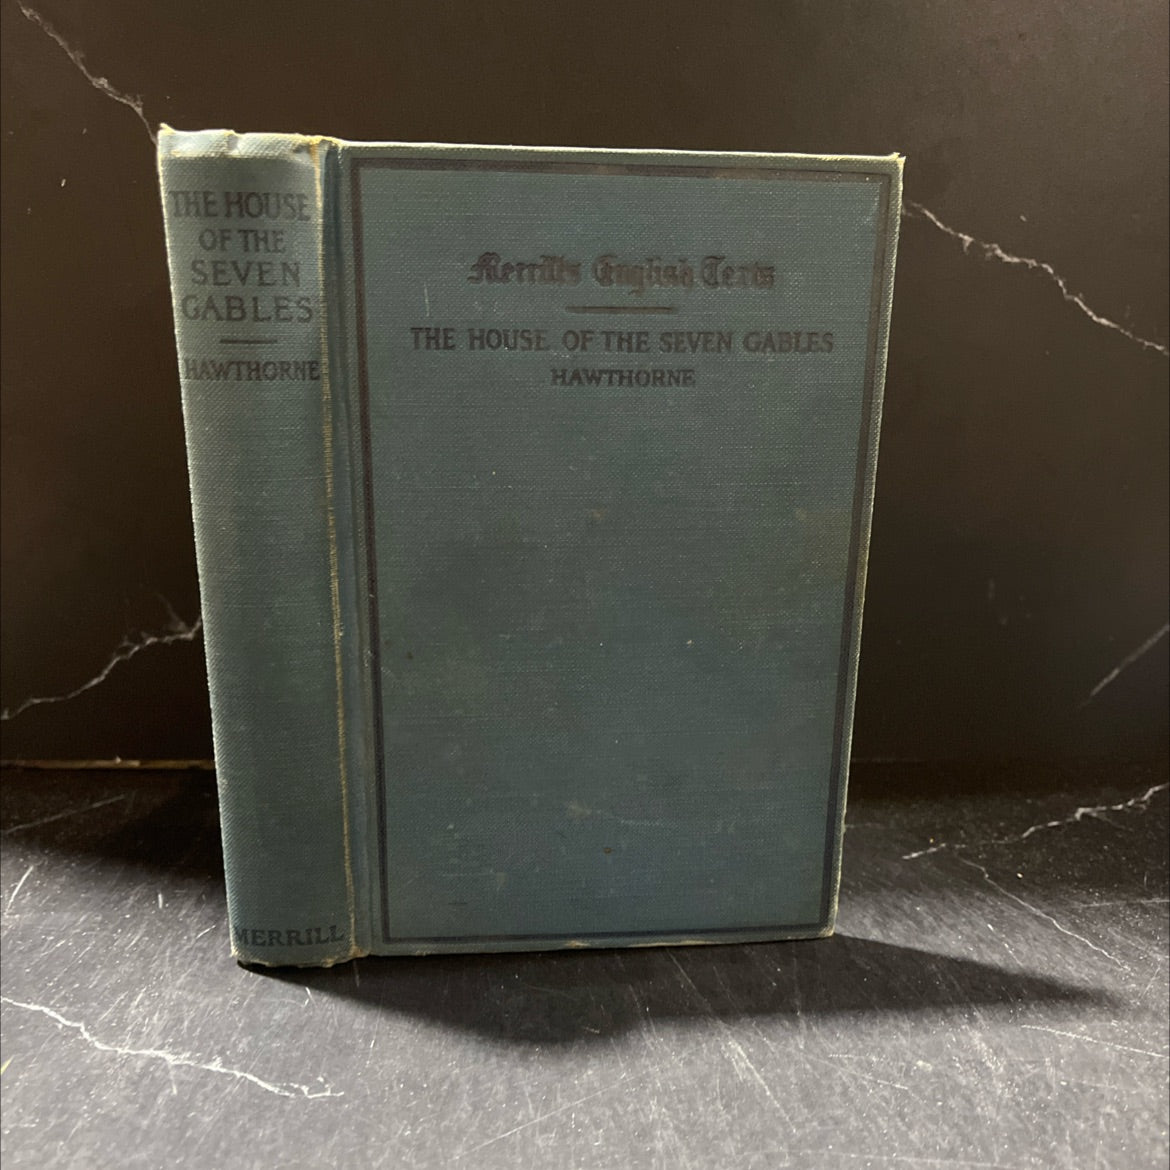 THE HOUSE
OF THE
SEVEN
GABLES
HAWTHORNE
MERRILL
Merrill's English Texts
THE HOUSE OF THE SEVEN GABLES
HAWTHORNE